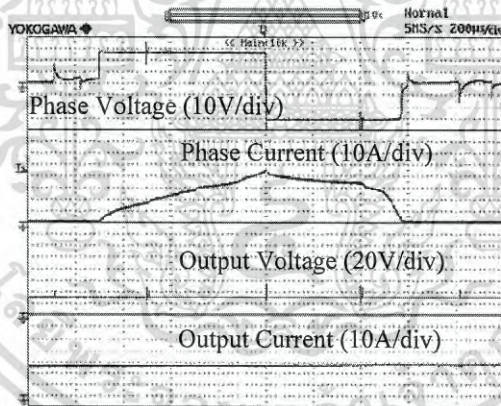 Normal
YOKOGAWA ◆ 5MS/s 200µs/div
<< Main:10k >>
Phase Voltage (10V/div)
Phase Current (10A/div)
Output Voltage (20V/div)
Output Current (10A/div)